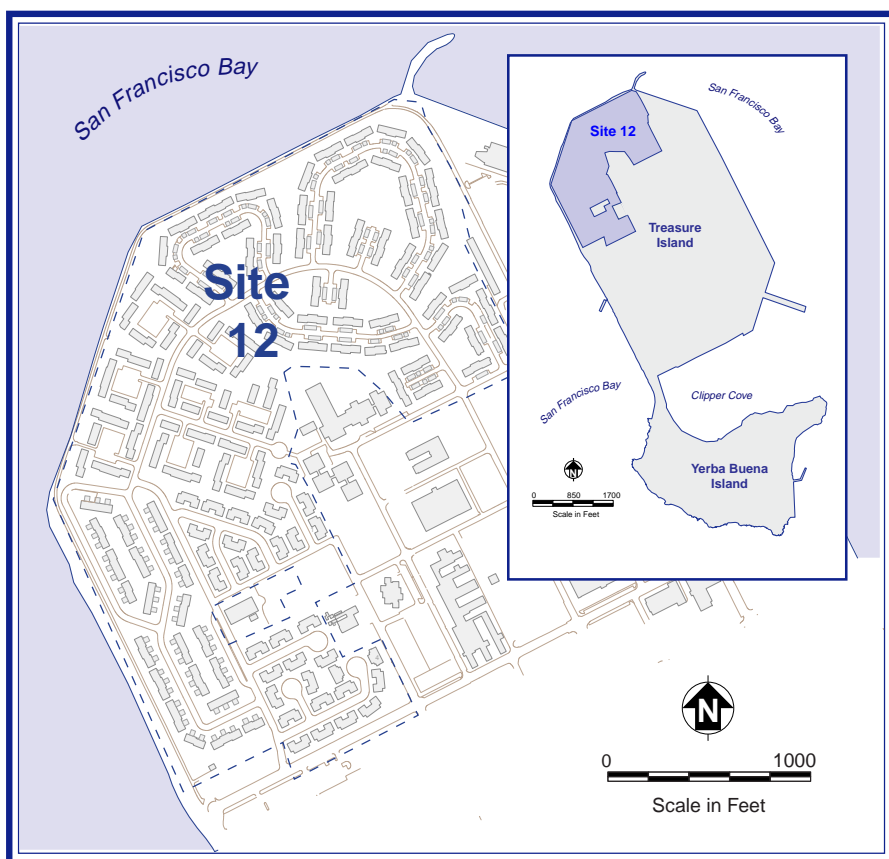 San Francisco Bay
Site
12
N
0 1000
Scale in Feet
San Francisco Bay
Site 12
Treasure
Island
San Francisco Bay
Clipper Cove
Yerba Buena
Island
N
0 850 1700
Scale in Feet